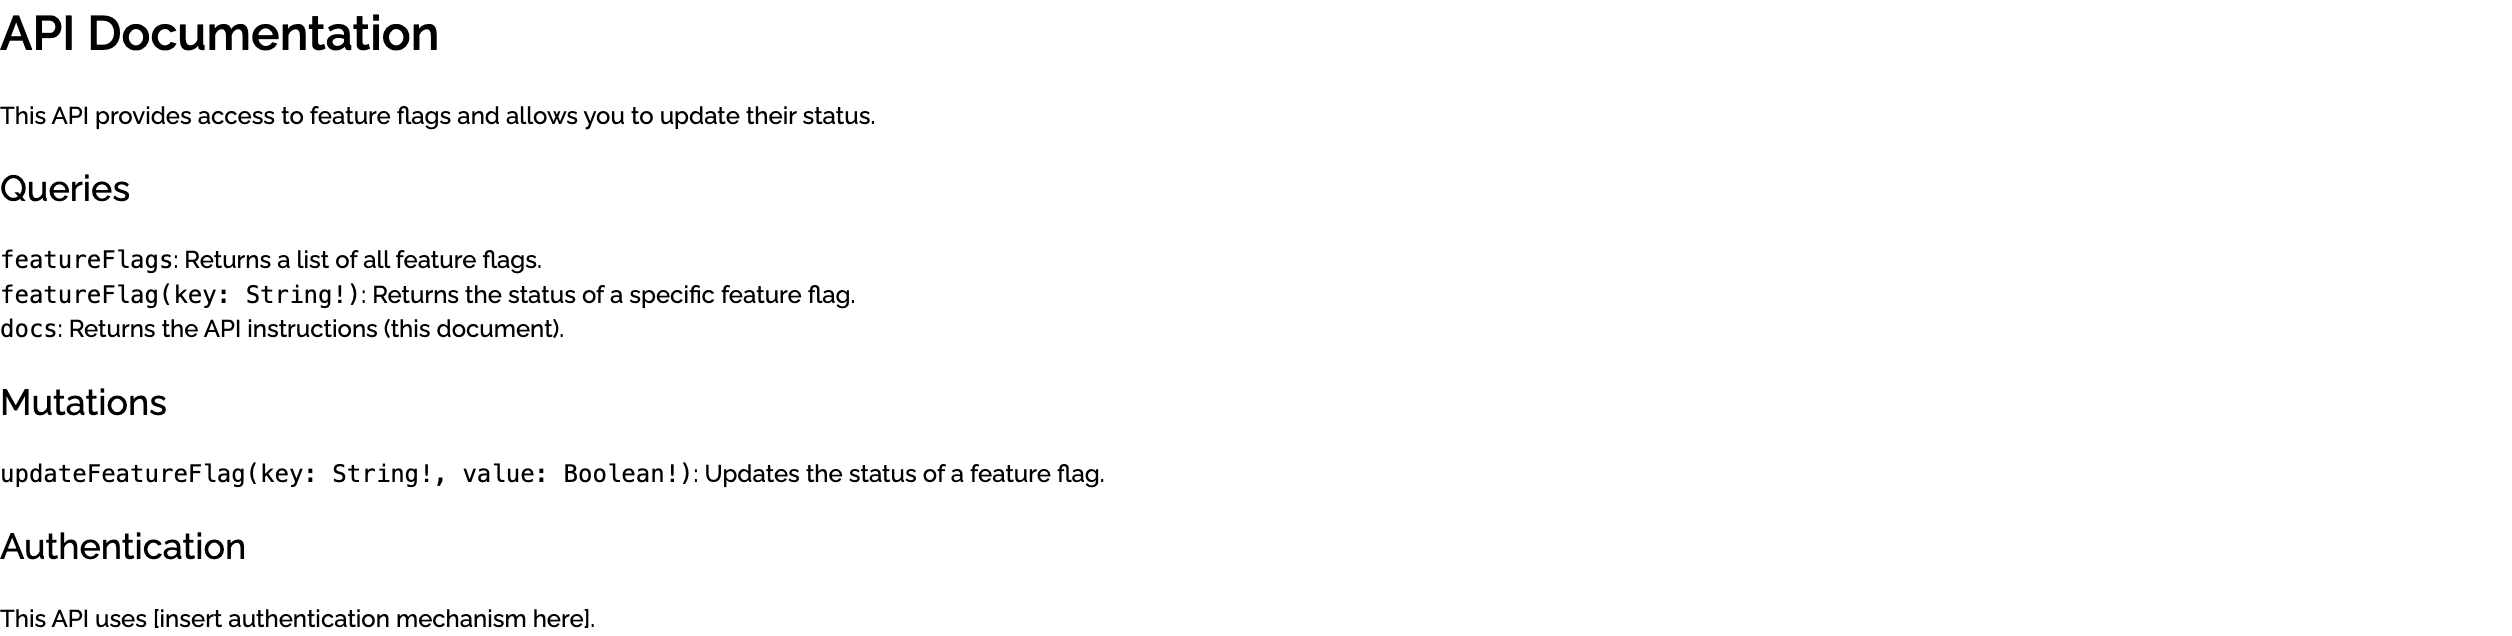 API Documentation
This API provides access to feature flags and allows you to update their status.
Queries
featureFlags: Returns a list of all feature flags.
featureFlag(key: String!): Returns the status of a specific feature flag.
docs: Returns the API instructions (this document).
Mutations
updateFeatureFlag(key: String!, value: Boolean!): Updates the status of a feature flag.
Authentication
This API uses [insert authentication mechanism here].